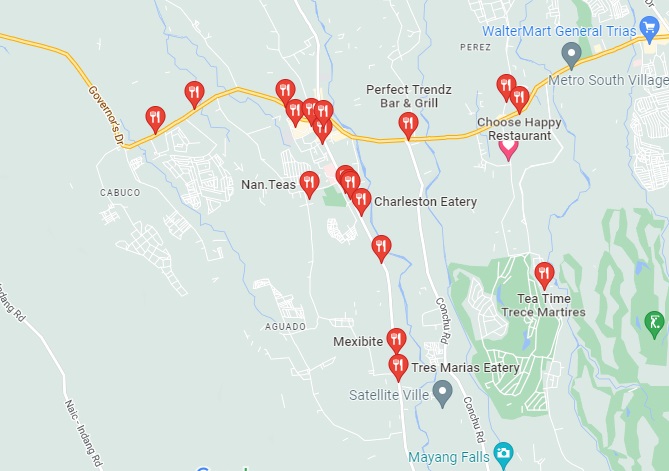 WalterMart General Trias
PEREZ
Metro South Village
Governor's Dr
Perfect Trendz
Bar & Grill
Choose Happy
Restaurant
CABUCO
Nan.Teas
Charleston Eatery
Tea Time
Trece Martires
Indang Rd
AGUADO
Conchu Rd
Mexibite
Tres Marias Eatery
Satellite Ville
Naic - Indang Rd
Conchu Rd
Mayang Falls